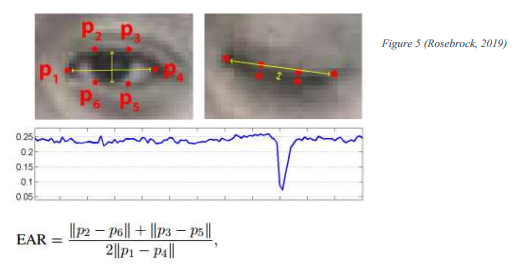 Figure 5 (Rosebrock, 2019)
p₂ p₃
p₁ p₄
p₆ p₅
0.25
0.2
0.15
0.1
0.05
EAR = (‖p₂ − p₆‖ + ‖p₃ − p₅‖) / (2‖p₁ − p₄‖),